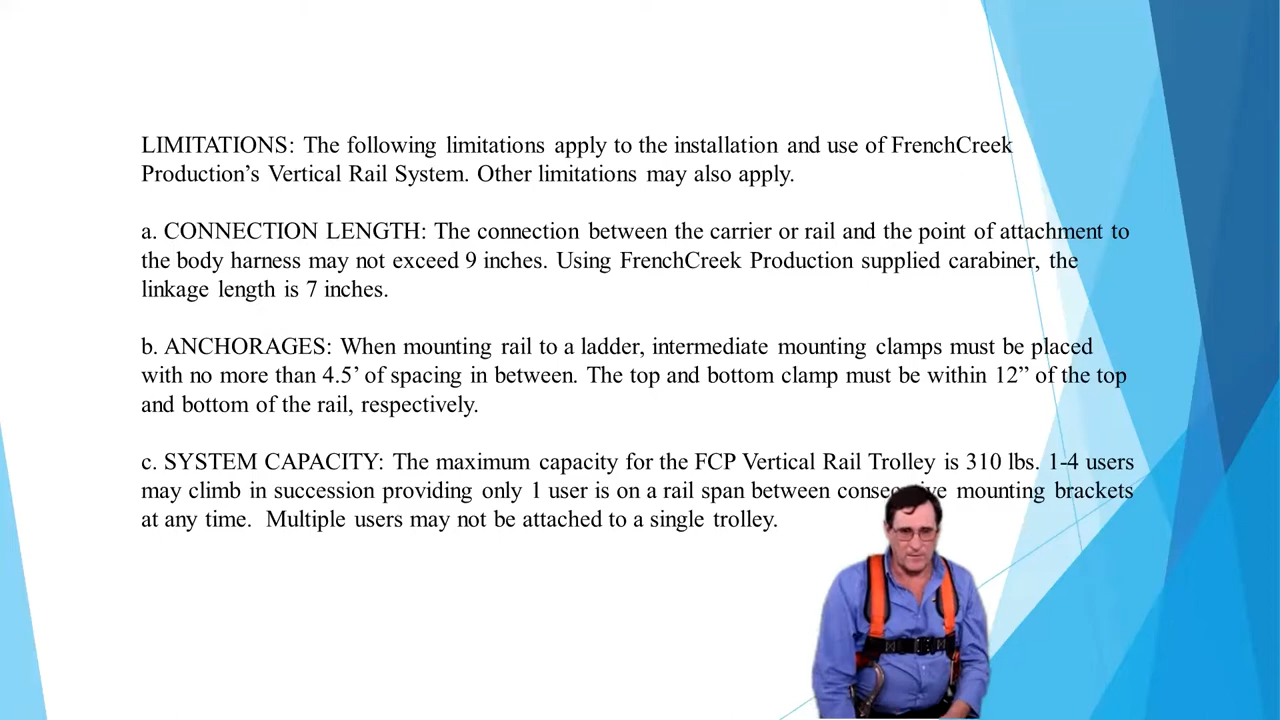 LIMITATIONS: The following limitations apply to the installation and use of FrenchCreek
Production’s Vertical Rail System. Other limitations may also apply.
a. CONNECTION LENGTH: The connection between the carrier or rail and the point of attachment to
the body harness may not exceed 9 inches. Using FrenchCreek Production supplied carabiner, the
linkage length is 7 inches.
b. ANCHORAGES: When mounting rail to a ladder, intermediate mounting clamps must be placed
with no more than 4.5’ of spacing in between. The top and bottom clamp must be within 12” of the top
and bottom of the rail, respectively.
c. SYSTEM CAPACITY: The maximum capacity for the FCP Vertical Rail Trolley is 310 lbs. 1-4 users
may climb in succession providing only 1 user is on a rail span between consecutive mounting brackets
at any time. Multiple users may not be attached to a single trolley.